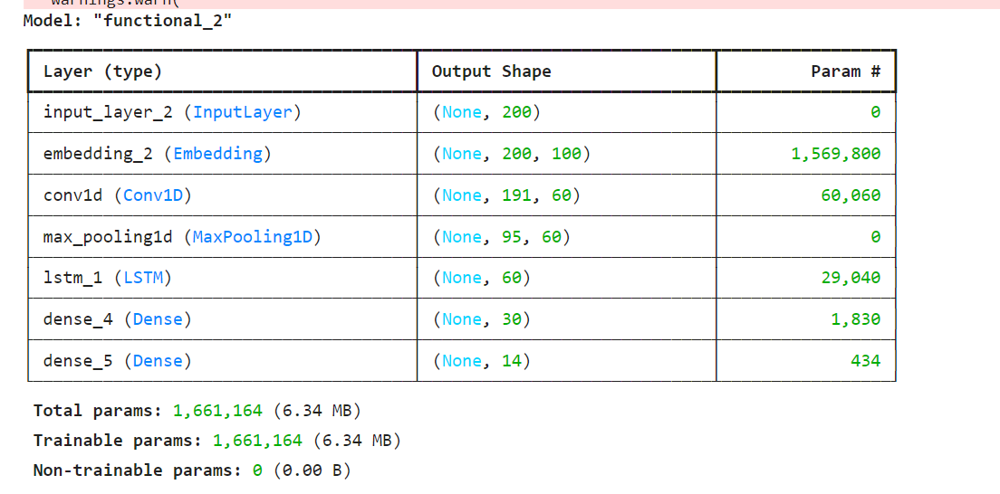 warnings.warn(
Model: "functional_2"
Layer (type) Output Shape Param #
input_layer_2 (InputLayer) (None, 200) 0
embedding_2 (Embedding) (None, 200, 100) 1,569,800
conv1d (Conv1D) (None, 191, 60) 60,060
max_pooling1d (MaxPooling1D) (None, 95, 60) 0
lstm_1 (LSTM) (None, 60) 29,040
dense_4 (Dense) (None, 30) 1,830
dense_5 (Dense) (None, 14) 434
Total params: 1,661,164 (6.34 MB)
Trainable params: 1,661,164 (6.34 MB)
Non-trainable params: 0 (0.00 B)